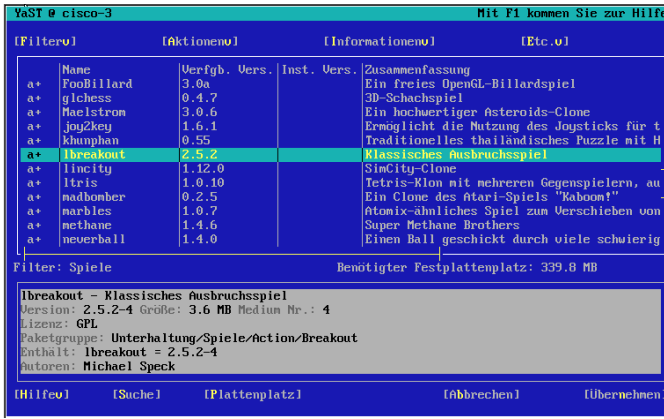 YaST @ cisco-3 Mit F1 kommen Sie zur Hilfe
[Filterv] [Aktionenv] [Informationenv] [Etc.v]
Name Verfgb. Vers. Inst. Vers. Zusammenfassung
a+ FooBillard 3.0a Ein freies OpenGL-Billardspiel
a+ glchess 0.4.7 3D-Schachspiel
a+ Maelstrom 3.0.6 Ein hochwertiger Asteroids-Clone
a+ joy2key 1.6.1 Ermöglicht die Nutzung des Joysticks für t
a+ khunphan 0.55 Traditionelles thailändisches Puzzle mit H
a+ lbreakout 2.5.2 Klassisches Ausbruchsspiel
a+ lincity 1.12.0 SimCity-Clone
a+ ltris 1.0.10 Tetris-Klon mit mehreren Gegenspielern, au
a+ madbomber 0.2.5 Ein Clone des Atari-Spiels "Kaboom!"
a+ marbles 1.0.7 Atomix-ähnliches Spiel zum Verschieben von
a+ methane 1.4.6 Super Methane Brothers
a+ neverball 1.4.0 Einen Ball geschickt durch viele schwierig
Filter: Spiele Benötigter Festplattenplatz: 339.8 MB
lbreakout - Klassisches Ausbruchsspiel
Version: 2.5.2-4 Größe: 3.6 MB Medium Nr.: 4
Lizenz: GPL
Paketgruppe: Unterhaltung/Spiele/Action/Breakout
Enthält: lbreakout = 2.5.2-4
Autoren: Michael Speck
[Hilfev] [Suche] [Plattenplatz] [Abbrechen] [Übernehmen]